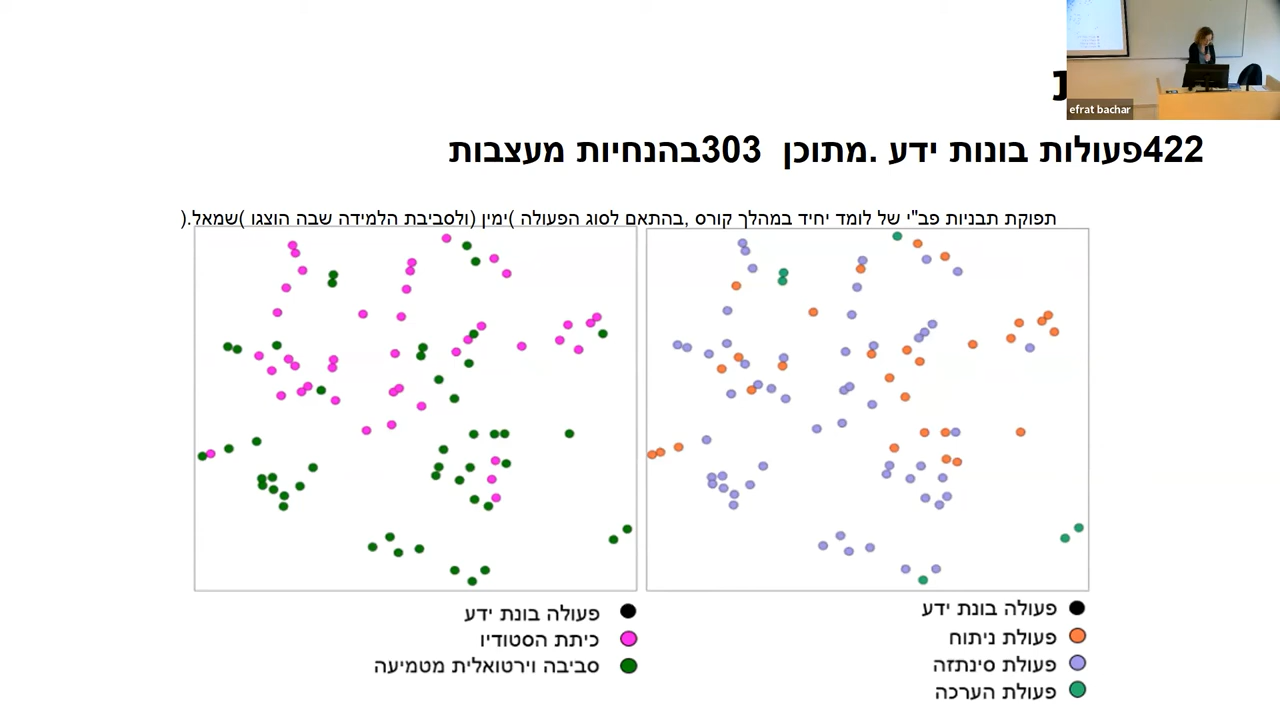 efrat bachar
422פעולות בונות ידע .מתוכן 303בהנחיות מעצבות
תפוקת תבניות פב"י של לומד יחיד במהלך קורס ,בהתאם לסוג הפעולה )ימין (ולסביבת הלמידה שבה הוצגו )שמאל.(
פעולה בונת ידע
פעולת ניתוח
פעולת סינתזה
פעולת הערכה
פעולה בונת ידע
כיתת הסטודיו
סביבה וירטואלית מטמיעה